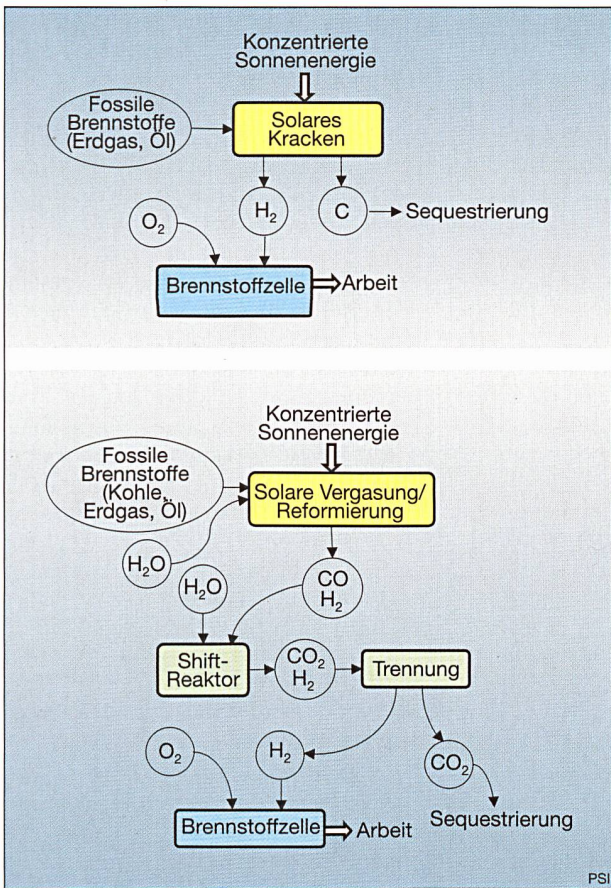 Konzentrierte
Sonnenenergie
Fossile
Brennstoffe
(Erdgas, Öl)
Solares
Kracken
H₂
C
Sequestrierung
O₂
Brennstoffzelle
Arbeit
Konzentrierte
Sonnenenergie
Fossile
Brennstoffe
(Kohle,
Erdgas, Öl)
Solare Vergasung/
Reformierung
H₂O
H₂O
CO
H₂
Shift-
Reaktor
CO₂
H₂
Trennung
O₂
H₂
CO₂
Brennstoffzelle
Arbeit
Sequestrierung
PSI